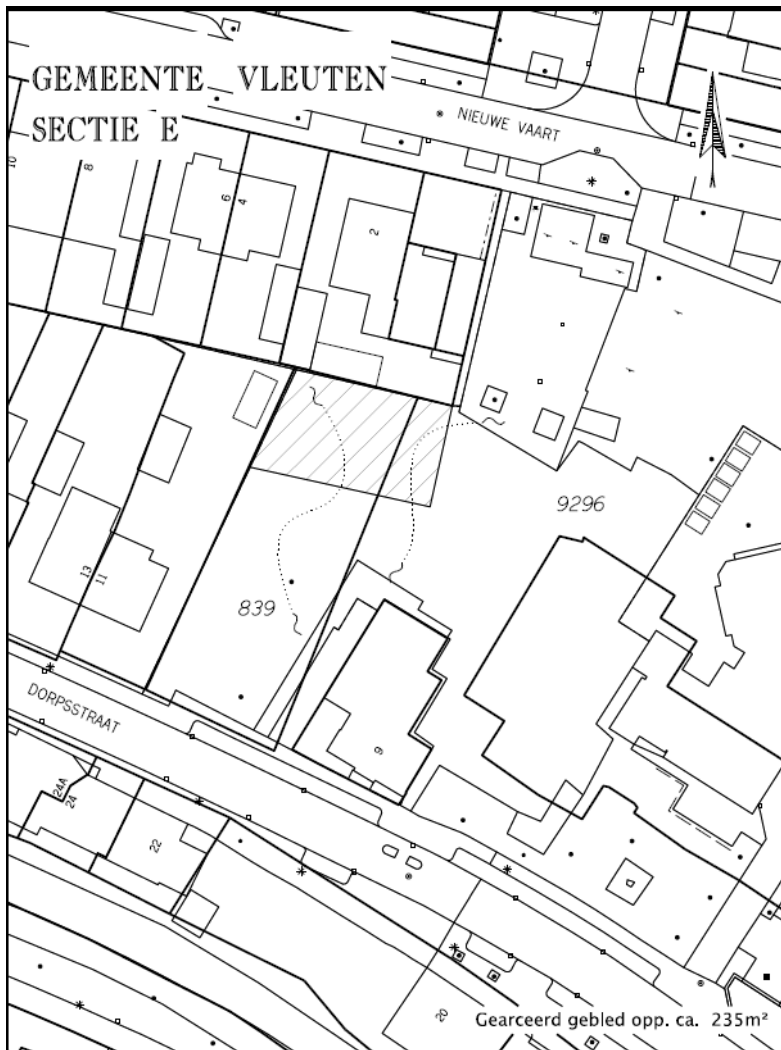 GEMEENTE VLEUTEN
SECTIE E
NIEUWE VAART
10
8
6
4
2
9296
839
13
11
DORPSSTRAAT
9
24A
24
22
20
Gearceerd gebled opp. ca. 235m²